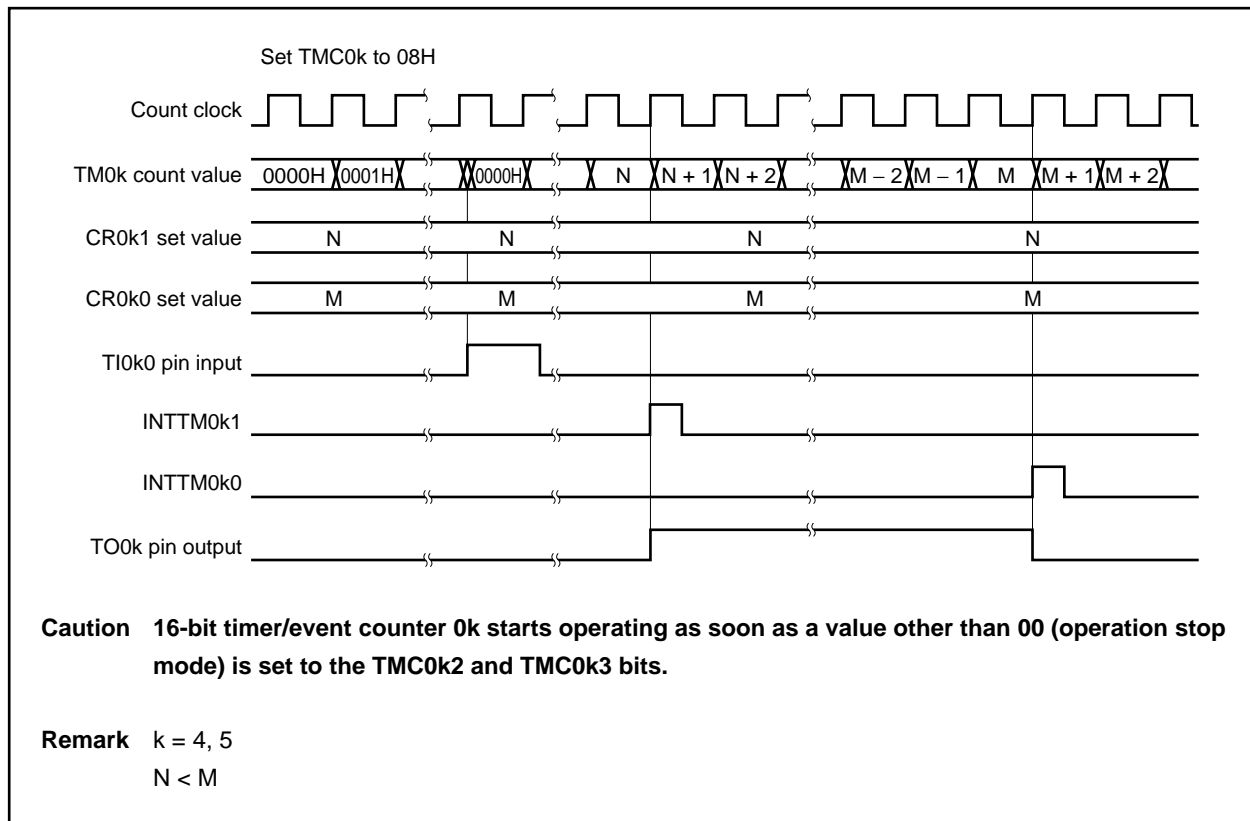 Set TMC0k to 08H
Count clock
TM0k count value 0000H 0001H 0000H N N + 1 N + 2 M − 2 M − 1 M M + 1 M + 2
CR0k1 set value N N N N
CR0k0 set value M M M M
TI0k0 pin input
INTTM0k1
INTTM0k0
TO0k pin output
Caution 16-bit timer/event counter 0k starts operating as soon as a value other than 00 (operation stop
mode) is set to the TMC0k2 and TMC0k3 bits.
Remark k = 4, 5
N < M